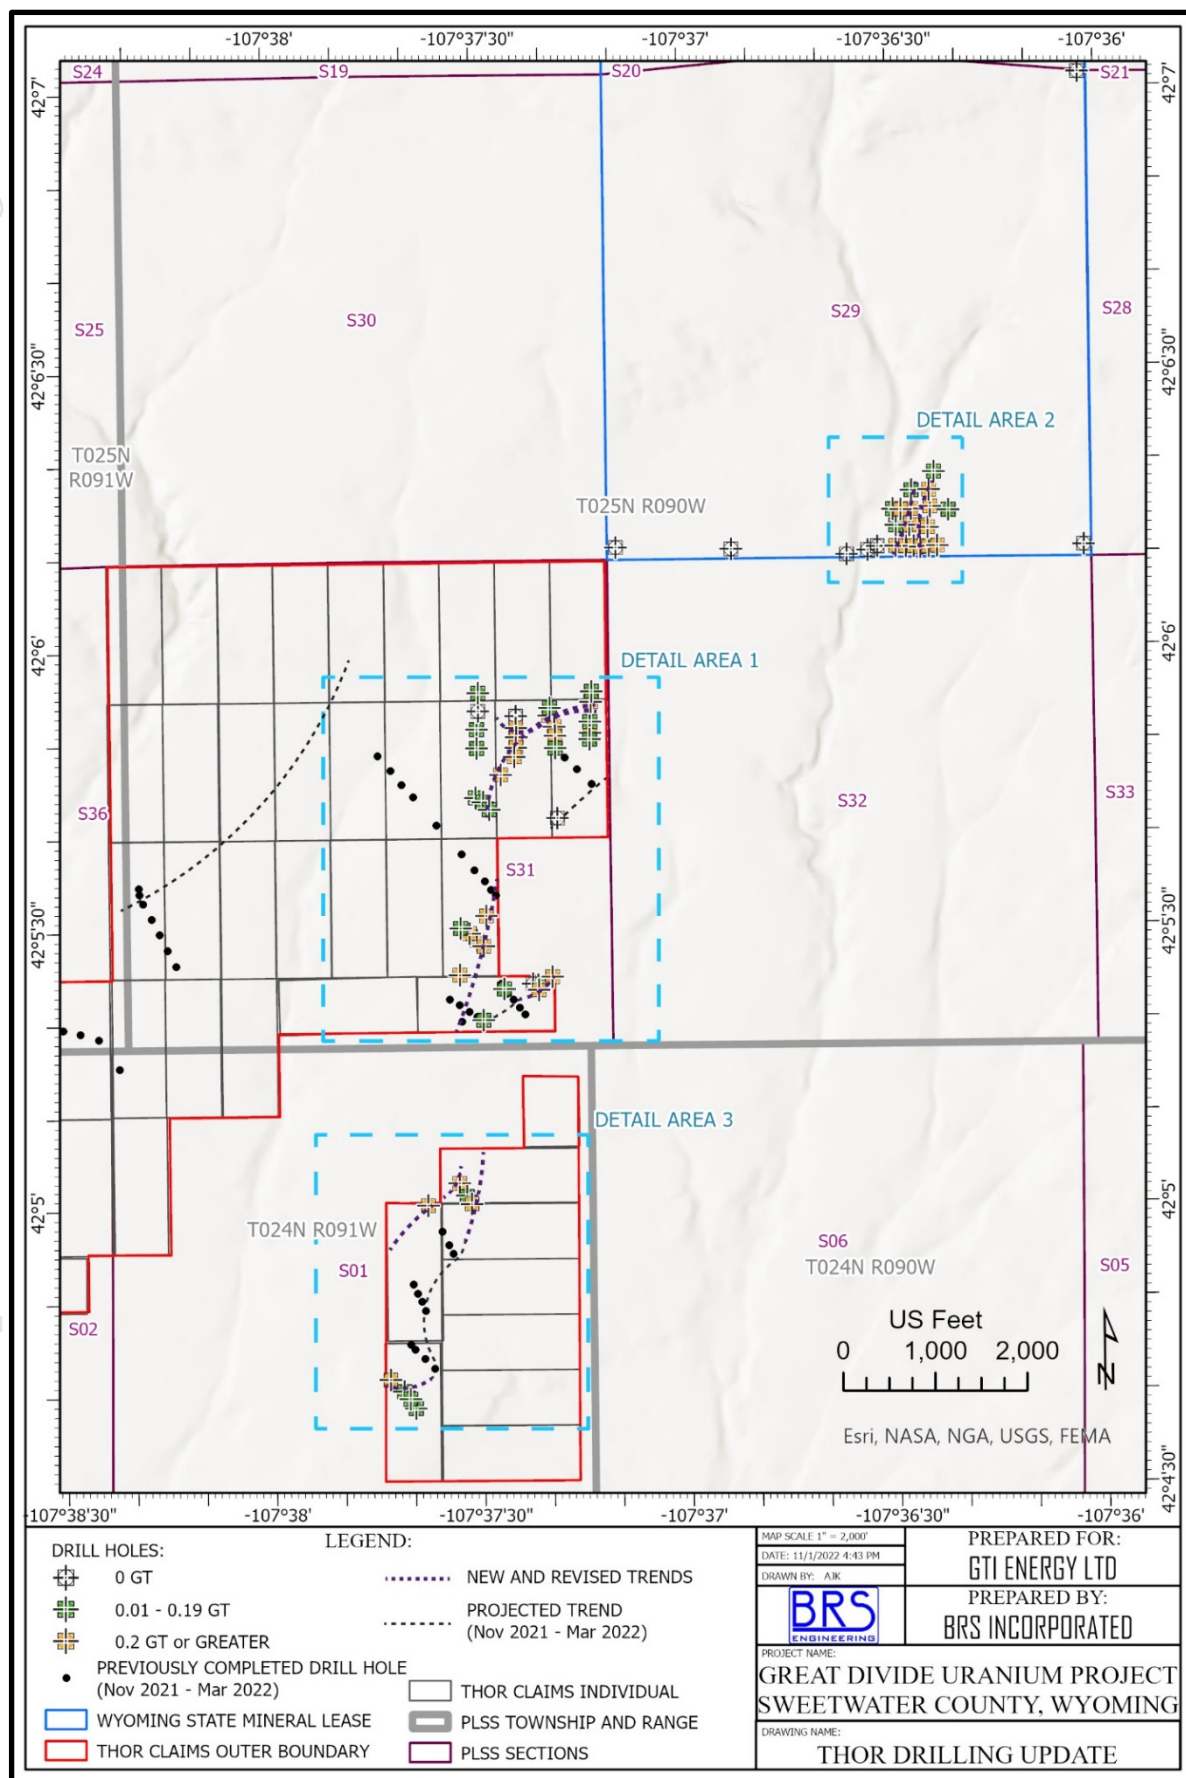 -107°38'
-107°37'30"
-107°37'
-107°36'30"
-107°36'
S24
S19
S20
S21
42°7'
42°7'
S25
S30
S29
S28
42°6'30"
42°6'30"
DETAIL AREA 2
T025N
R091W
T025N R090W
42°6'
42°6'
DETAIL AREA 1
S36
S32
S33
S31
42°5'30"
42°5'30"
DETAIL AREA 3
42°5'
42°5'
T024N R091W
S01
S06
T024N R090W
S05
S02
US Feet
0 1,000 2,000
N
Esri, NASA, NGA, USGS, FEMA
42°4'30"
-107°38'30"
-107°38'
-107°37'30"
-107°37'
-107°36'30"
-107°36'
LEGEND:
DRILL HOLES:
0 GT
0.01 - 0.19 GT
0.2 GT or GREATER
PREVIOUSLY COMPLETED DRILL HOLE
(Nov 2021 - Mar 2022)
WYOMING STATE MINERAL LEASE
THOR CLAIMS OUTER BOUNDARY
NEW AND REVISED TRENDS
PROJECTED TREND
(Nov 2021 - Mar 2022)
THOR CLAIMS INDIVIDUAL
PLSS TOWNSHIP AND RANGE
PLSS SECTIONS
MAP SCALE 1" = 2,000'
DATE: 11/1/2022 4:43 PM
DRAWN BY: AJK
PREPARED FOR:
GTI ENERGY LTD
BRS
ENGINEERING
PREPARED BY:
BRS INCORPORATED
PROJECT NAME:
GREAT DIVIDE URANIUM PROJECT
SWEETWATER COUNTY, WYOMING
DRAWING NAME:
THOR DRILLING UPDATE